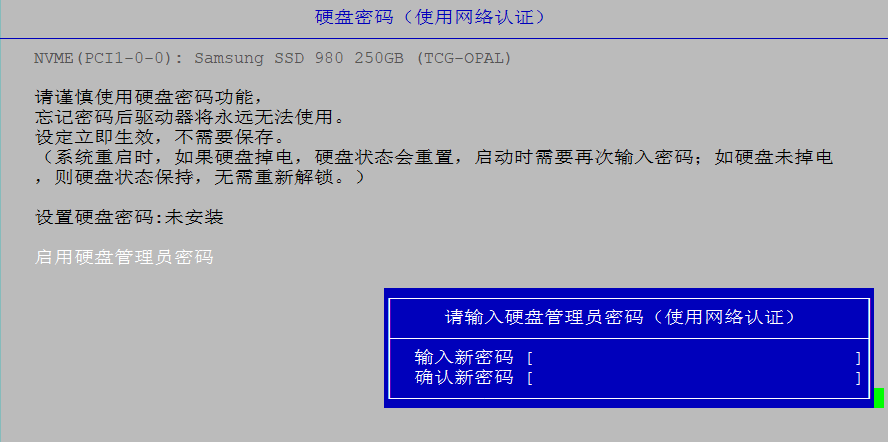 硬盘密码（使用网络认证）
NVME(PCI1-0-0): Samsung SSD 980 250GB (TCG-OPAL)
请谨慎使用硬盘密码功能，
忘记密码后驱动器将永远无法使用。
设定立即生效，不需要保存。
（系统重启时，如果硬盘掉电，硬盘状态会重置，启动时需要再次输入密码；如硬盘未掉电
，则硬盘状态保持，无需重新解锁。）
设置硬盘密码:未安装
启用硬盘管理员密码
请输入硬盘管理员密码（使用网络认证）
输入新密码 [ ]
确认新密码 [ ]